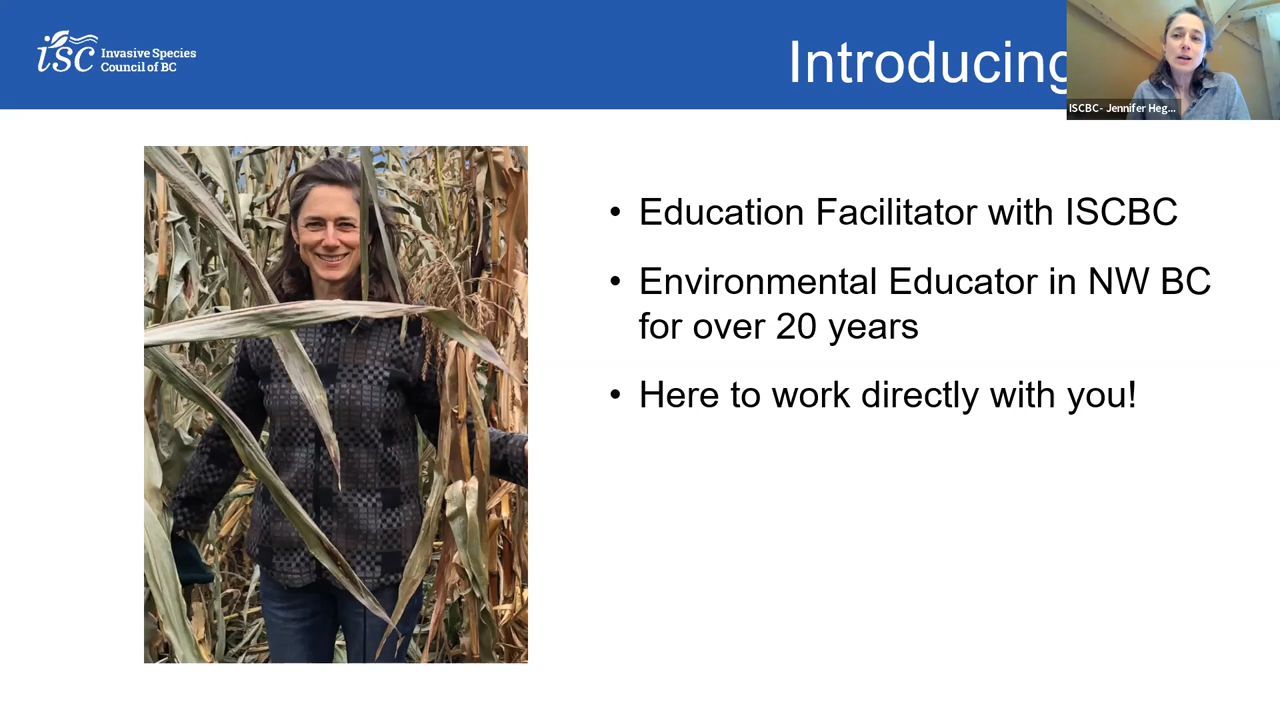 isc Invasive Species
Council of BC
Introducing
ISCBC- Jennifer Heg...
• Education Facilitator with ISCBC
• Environmental Educator in NW BC
for over 20 years
• Here to work directly with you!